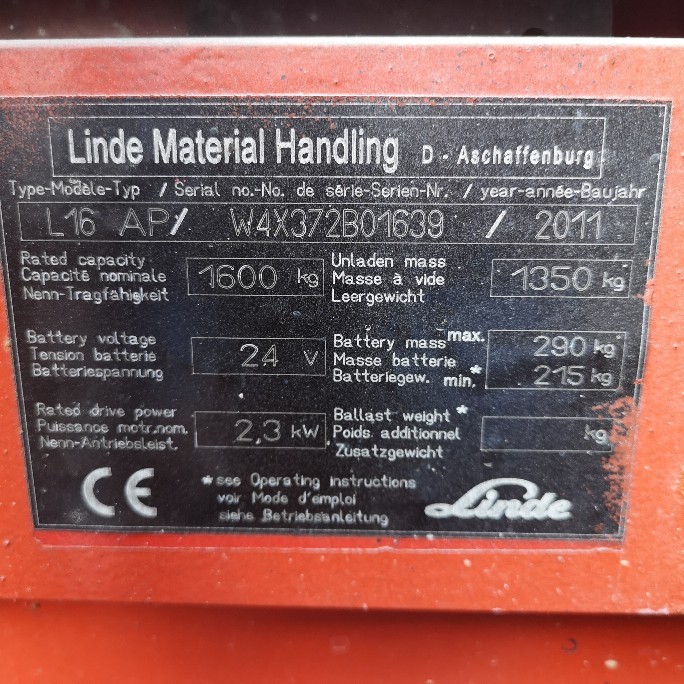 Linde Material Handling D - Aschaffenburg
Type-Modèle-Typ / Serial no.-No. de série-Serien-Nr. / year-année-Baujahr
L16 AP/ W4X372B01639 / 2011
Rated capacity
Capacité nominale
Nenn-Tragfähigkeit
1600 kg
Unladen mass
Masse à vide
Leergewicht
1350 kg
Battery voltage
Tension batterie
Batteriespannung
24 V
Battery mass max.
Masse batterie
Batteriegew. min.*
290 kg
215 kg
Rated drive power
Puissance motr.nom.
Nenn-Antriebsleist.
2,3 kW
Ballast weight *
Poids additionnel
Zusatzgewicht
kg
CE
*see Operating instructions
voir Mode d'emploi
siehe Betriebsanleitung
Linde